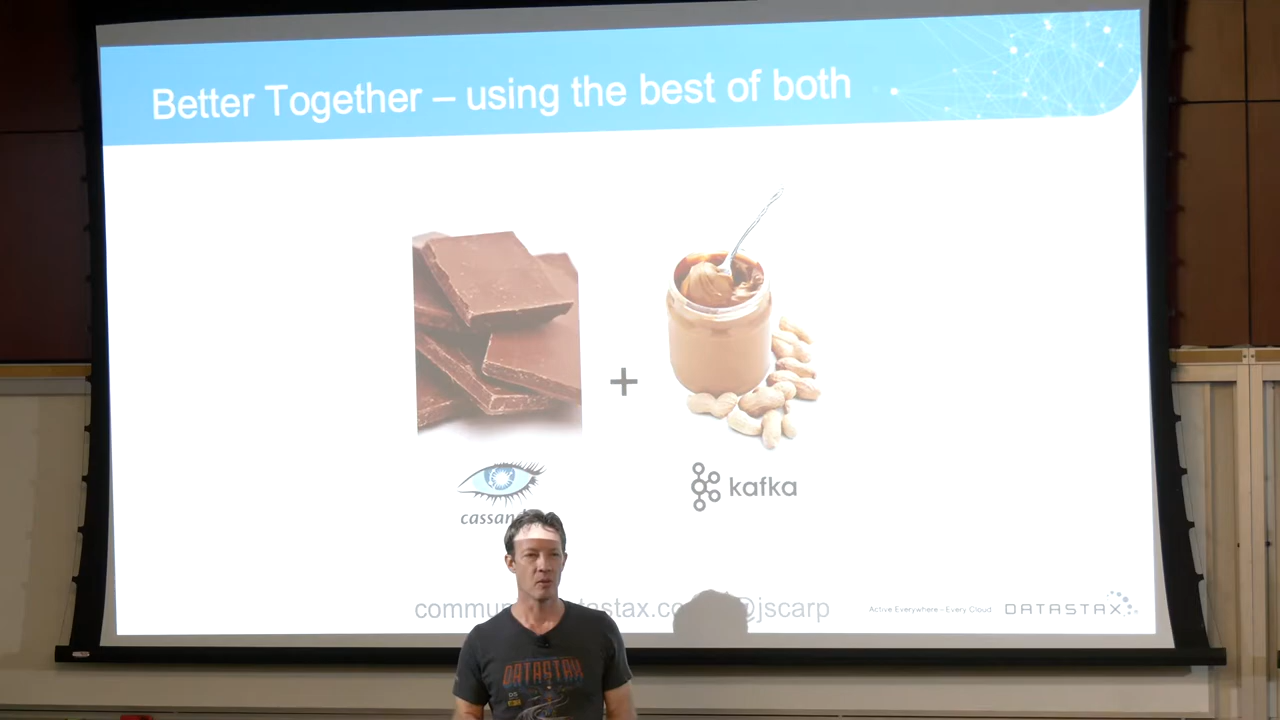 Better Together – using the best of both
+
kafka
@jscarp
Active Everywhere – Every Cloud
DATASTAX
DATASTAX